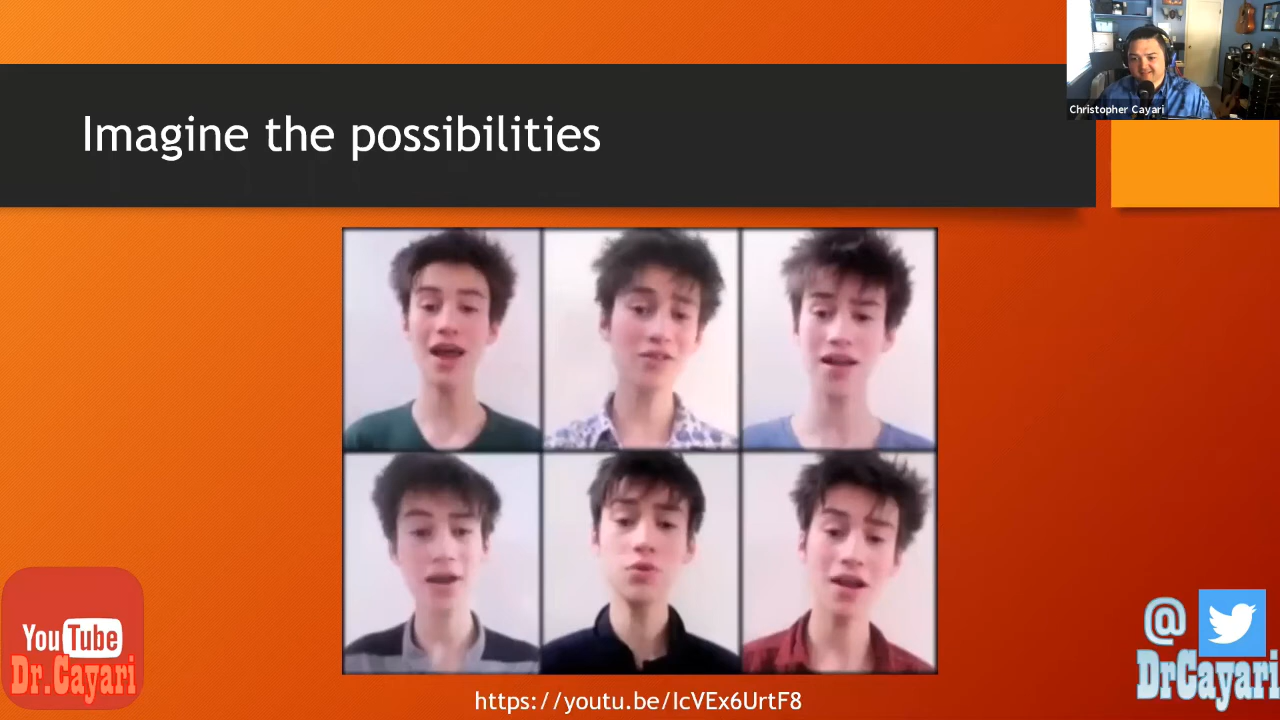 Christopher Cayari
Imagine the possibilities
YouTube
Dr.Cayari
@
DrCayari
https://youtu.be/IcVEx6UrtF8